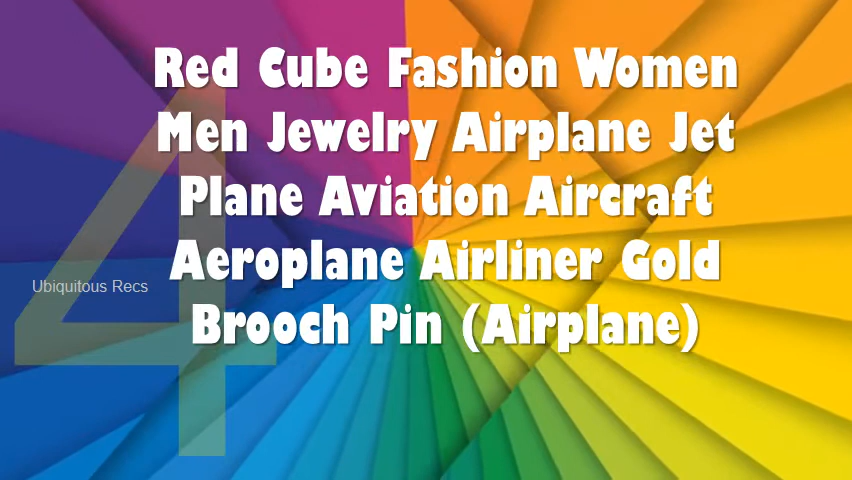 Red Cube Fashion Women
Men Jewelry Airplane Jet
Plane Aviation Aircraft
Aeroplane Airliner Gold
Brooch Pin (Airplane)
4
Ubiquitous Recs